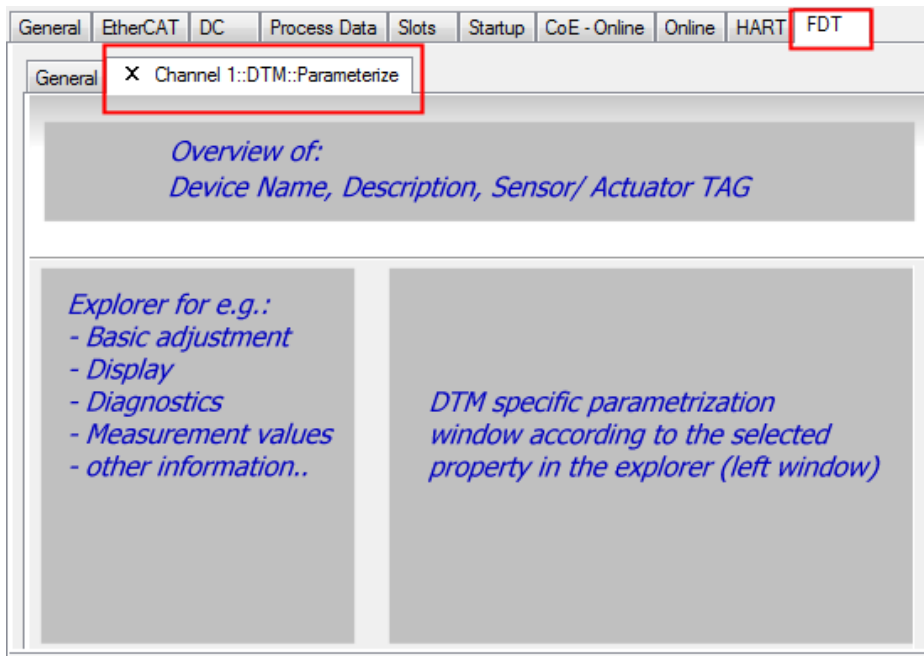 General EtherCAT DC Process Data Slots Startup CoE - Online Online HART FDT
General X Channel 1::DTM::Parameterize
Overview of:
Device Name, Description, Sensor/ Actuator TAG
Explorer for e.g.:
- Basic adjustment
- Display
- Diagnostics
- Measurement values
- other information..
DTM specific parametrization
window according to the selected
property in the explorer (left window)